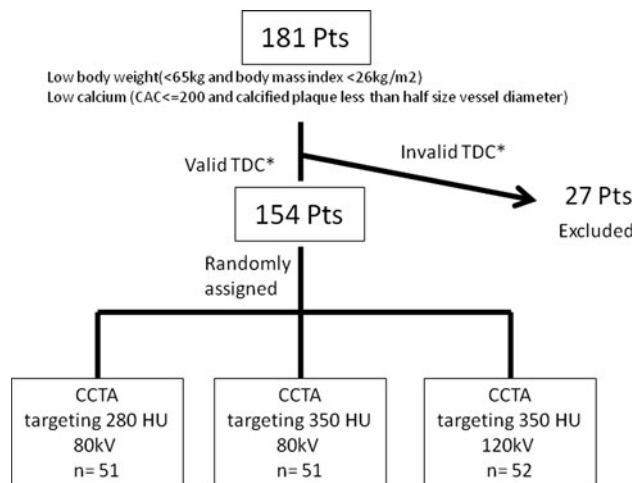 181 Pts
Low body weight(<65kg and body mass index <26kg/m2)
Low calcium (CAC<=200 and calcified plaque less than half size vessel diameter)
Valid TDC*
Invalid TDC*
27 Pts
Excluded
154 Pts
Randomly
assigned
CCTA
targeting 280 HU
80kV
n= 51
CCTA
targeting 350 HU
80kV
n= 51
CCTA
targeting 350 HU
120kV
n= 52